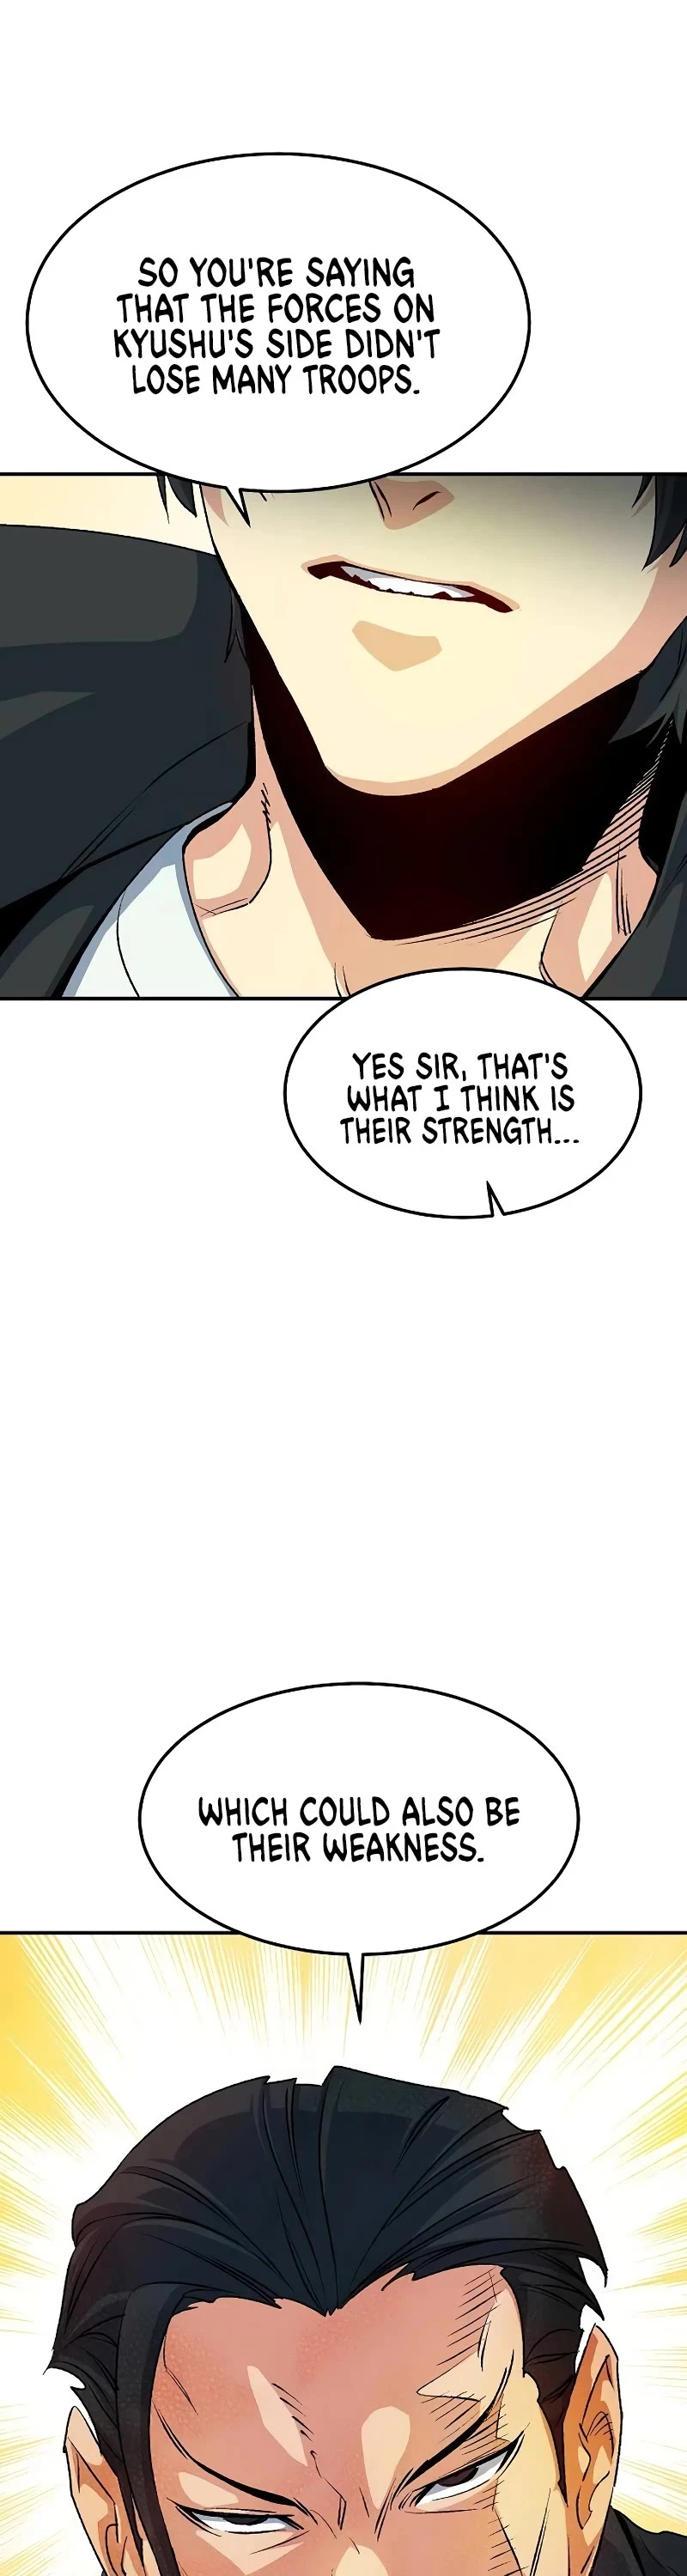 SO YOU'RE SAYING
THAT THE FORCES ON
KYUSHU'S SIDE DIDN'T
LOSE MANY TROOPS.
YES SIR, THAT'S
WHAT I THINK IS
THEIR STRENGTH...
WHICH COULD ALSO BE
THEIR WEAKNESS.